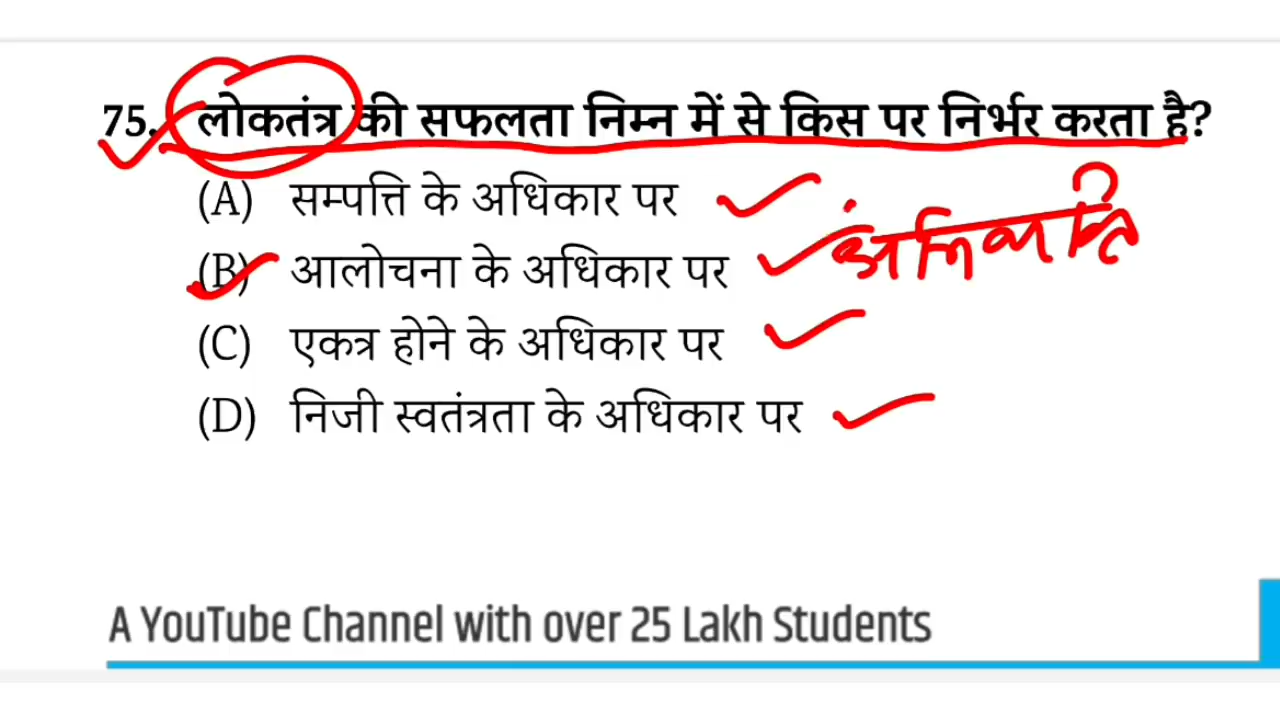 75. लोकतंत्र की सफलता निम्न में से किस पर निर्भर करता है?
(A) सम्पत्ति के अधिकार पर
(B) आलोचना के अधिकार पर
(C) एकत्र होने के अधिकार पर
(D) निजी स्वतंत्रता के अधिकार पर
A YouTube Channel with over 25 Lakh Students